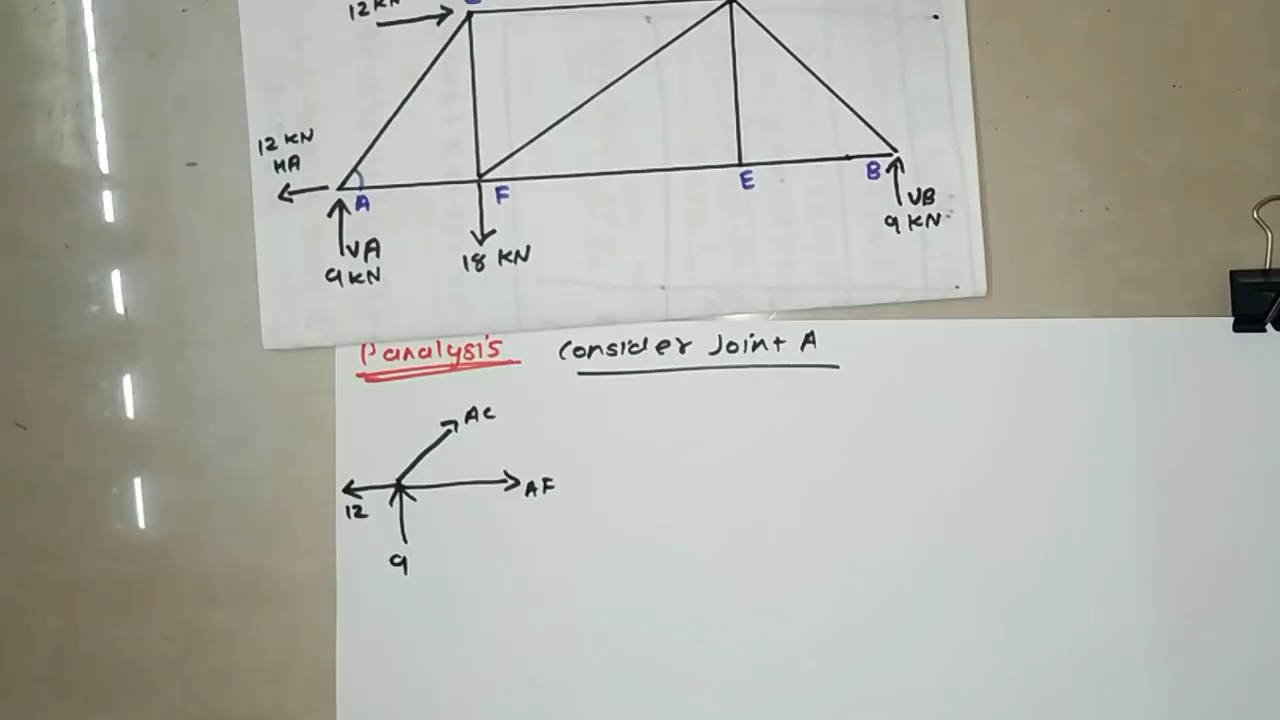 12 KN
12 KN
HA
A
F
E
B
VA
9 KN
18 KN
VB
9 KN
P analysis Consider Joint A
AC
AF
12
9